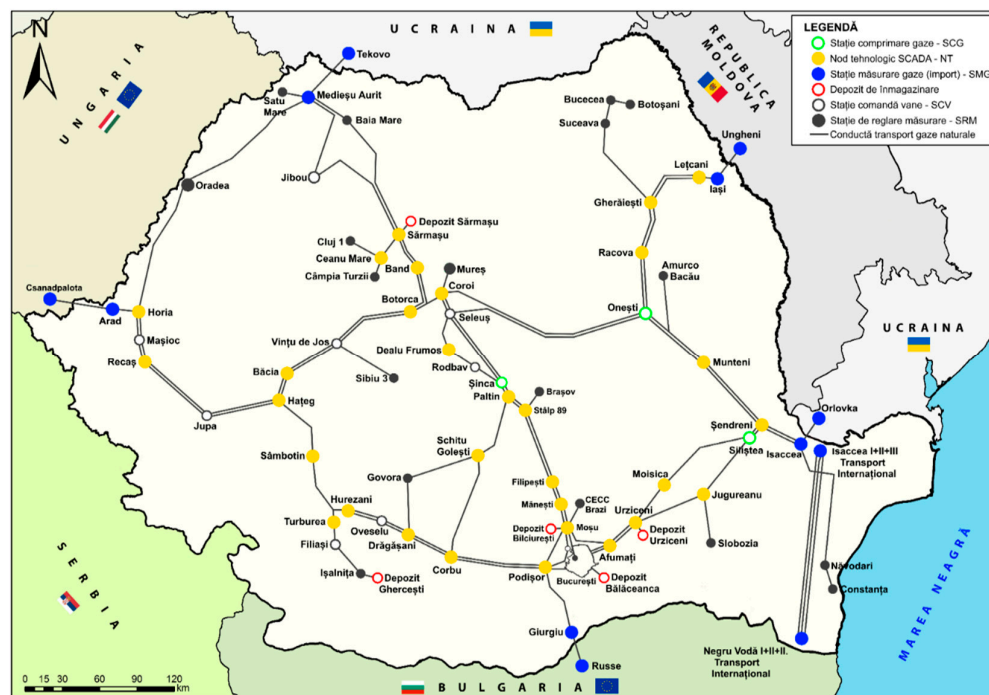 N
UCRAINA
UNGARIA
REPUBLICA
MOLDOVA
LEGENDĂ
Stație comprimare gaze - SCG
Nod tehnologic SCADA - NT
Stație măsurare gaze (import) - SMG
Depozit de înmagazinare
Stație comandă vane - SCV
Stație de reglare măsurare - SRM
Conductă transport gaze naturale
Tekovo
Satu
Mare
Medieșu Aurit
Baia Mare
Bucecea
Botoșani
Suceava
Ungheni
Lețcani
Iași
Jibou
Oradea
Gherăiești
Depozit Sărmașu
Sărmașu
Cluj 1
Ceanu Mare
Câmpia Turzii
Band
Mureș
Racova
Amurco
Bacău
Csanadpalota
Arad
Horia
Botorca
Coroi
Seleuș
Onești
UCRAINA
Mașioc
Recaș
Vințu de Jos
Dealu Frumos
Rodbav
Munteni
Băcia
Sibiu 3
Șinca
Paltin
Brașov
Hațeg
Stâlp 89
Jupa
Orlovka
Șendreni
Isaccea
Siliștea
Isaccea I+II+III
Transport
Internațional
Schitu
Golești
Sâmbotin
Govora
Filipești
Moisica
Jugureanu
Mănești
CECC
Brazi
Hurezani
Turburea
Oveselu
Urziceni
Depozit
Bilciurești
Moșu
Depozit
Urziceni
Filiași
Drăgășani
Afumați
Slobozia
Corbu
Podișor
București
Ișalnița
Depozit
Ghercești
Depozit
Bălăceanca
Năvodari
Constanța
SERBIA
MAREA NEAGRĂ
Giurgiu
Russe
Negru Vodă I+II+II.
Transport
Internațional
BULGARIA
0 15 30 60 90 120
km